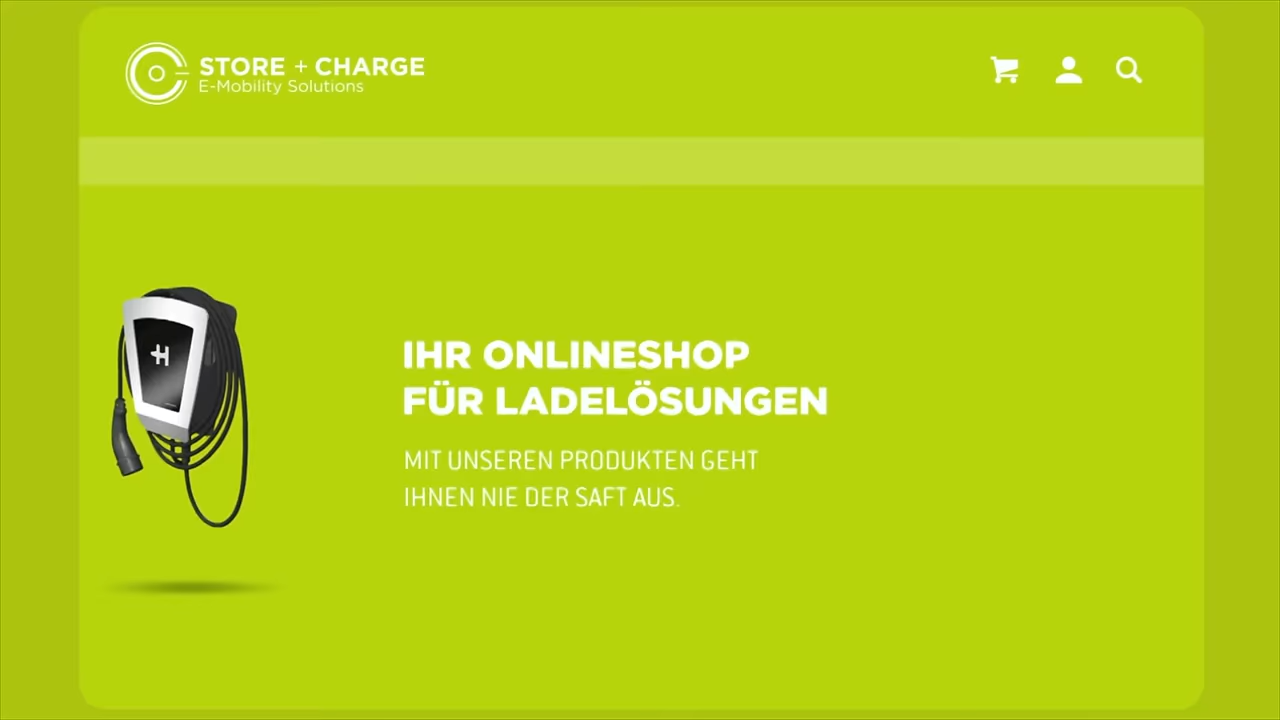 STORE + CHARGE
E-Mobility Solutions
IHR ONLINESHOP
FÜR LADELÖSUNGEN
MIT UNSEREN PRODUKTEN GEHT
IHNEN NIE DER SAFT AUS.